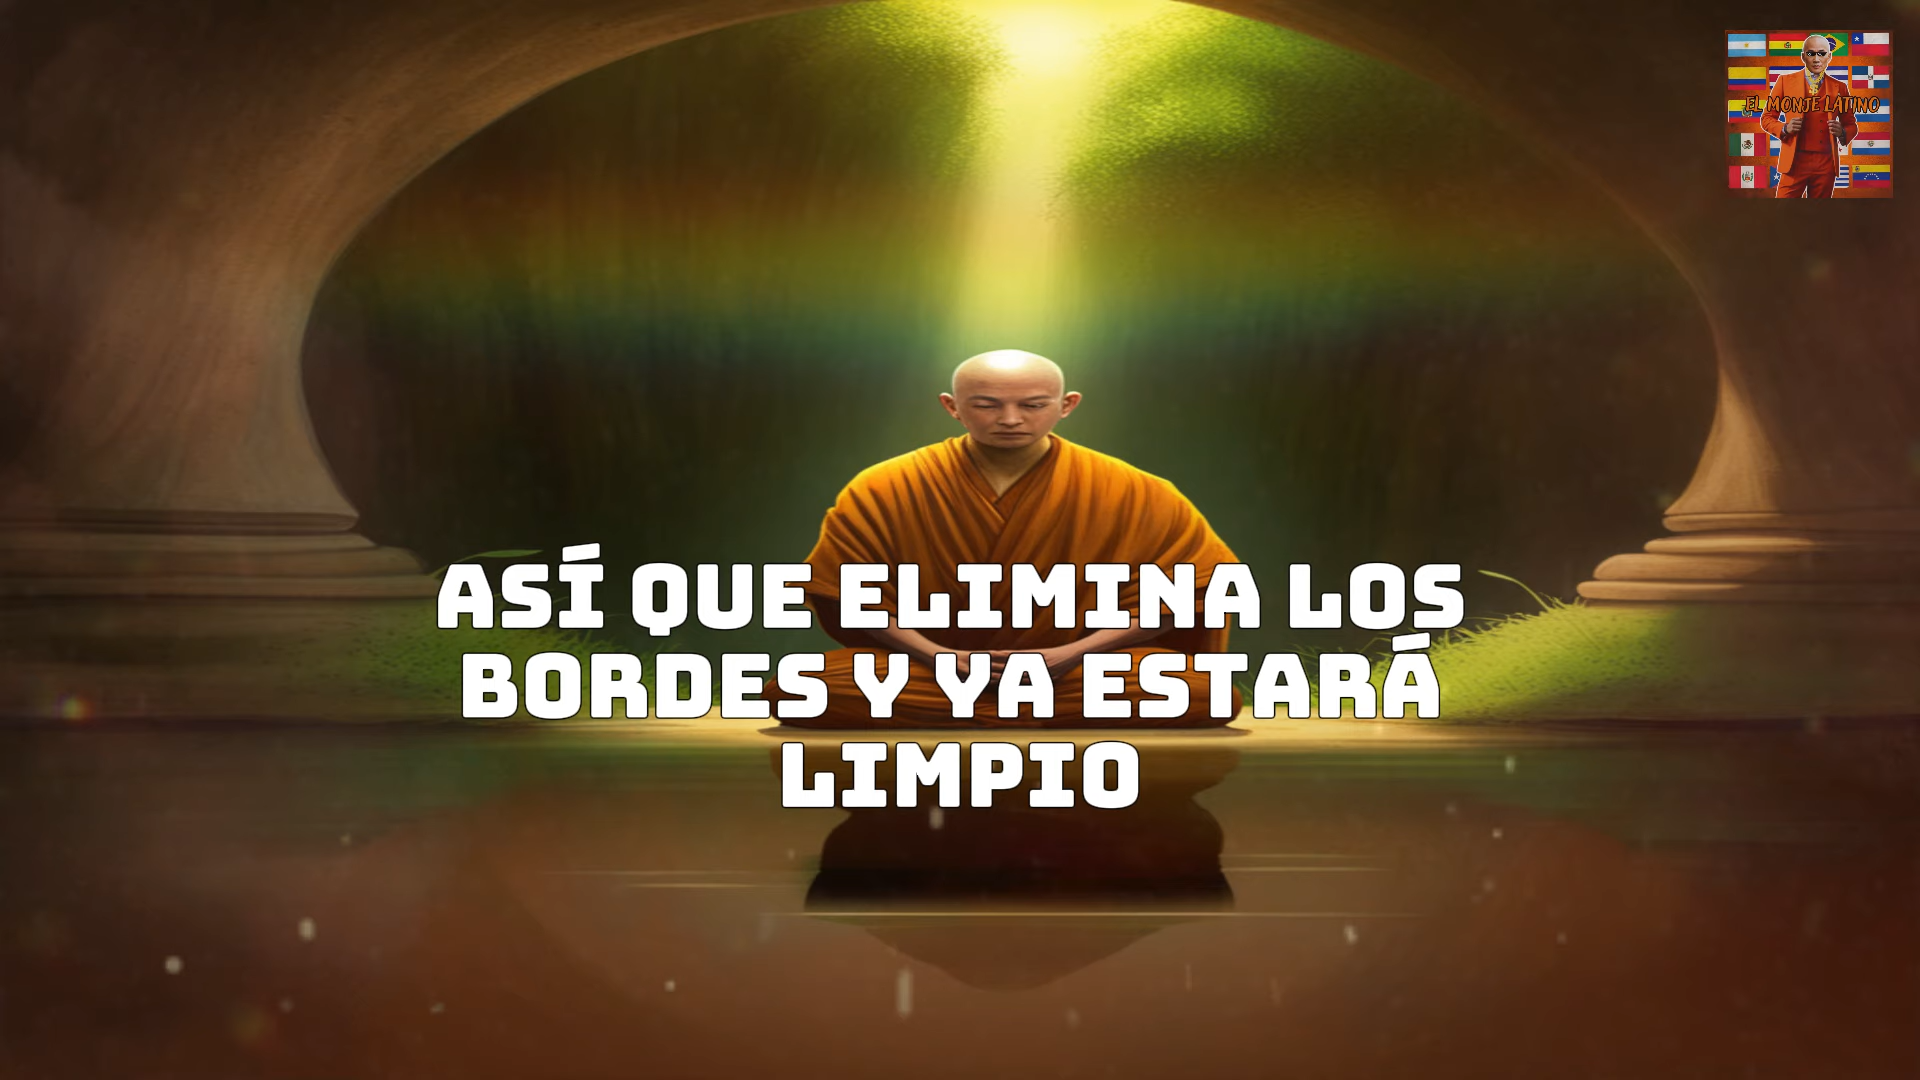 EL MONJE LATINO
ASÍ QUE ELIMINA LOS
BORDES Y YA ESTARÁ
LIMPIO